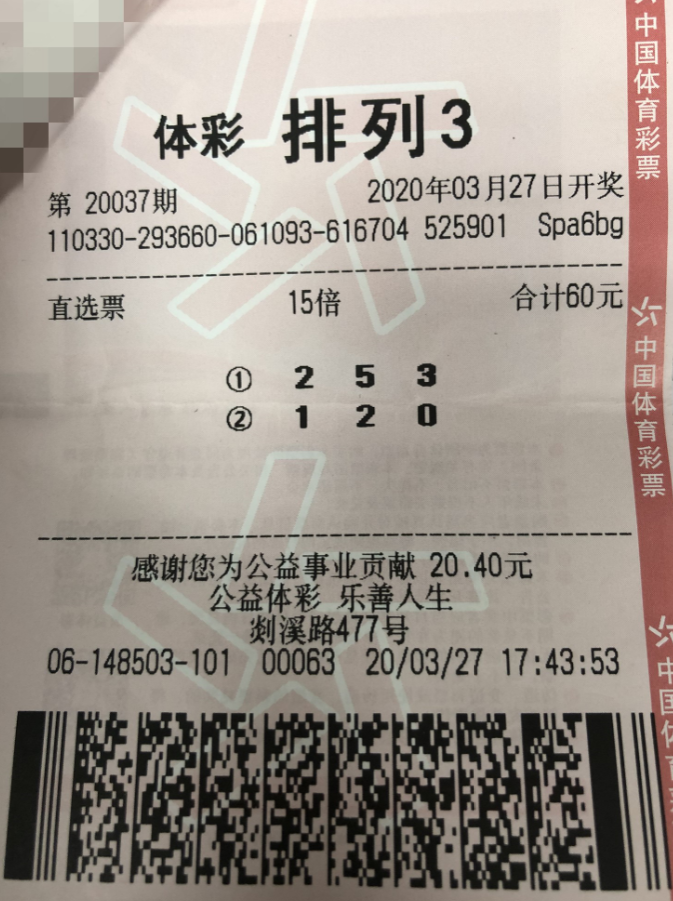 体彩 排列3
第 20037期 2020年03月27日开奖
110330-293660-061093-616704 525901 Spa6bg
直选票 15倍 合计60元
① 2 5 3
② 1 2 0
感谢您为公益事业贡献 20.40元
公益体彩 乐善人生
剡溪路477号
06-148503-101 00063 20/03/27 17:43:53
中国体育彩票
中国体育彩票
中国体育